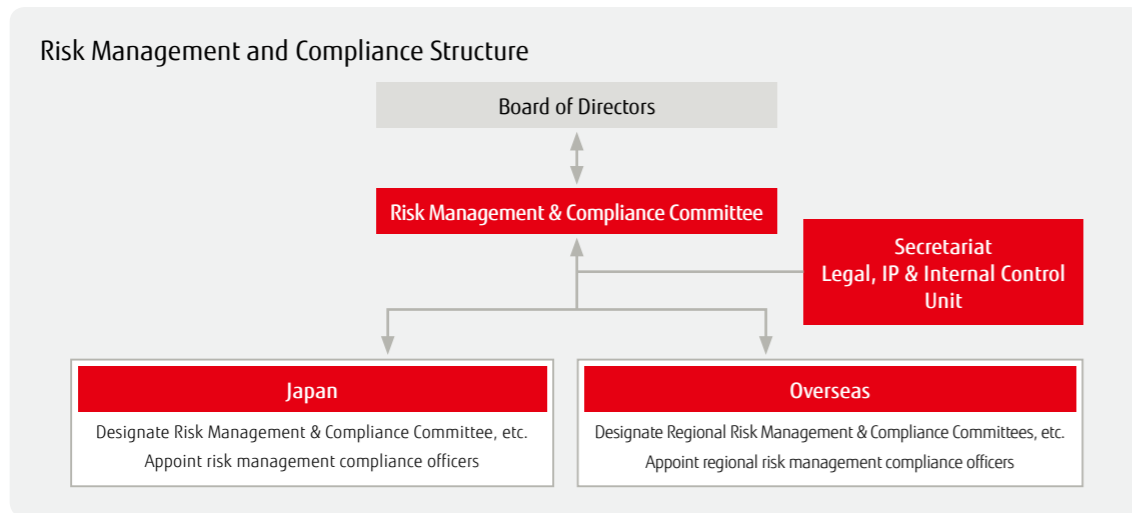 Risk Management and Compliance Structure
Board of Directors
Risk Management & Compliance Committee
Secretariat
Legal, IP & Internal Control
Unit
Japan
Designate Risk Management & Compliance Committee, etc.
Appoint risk management compliance officers
Overseas
Designate Regional Risk Management & Compliance Committees, etc.
Appoint regional risk management compliance officers